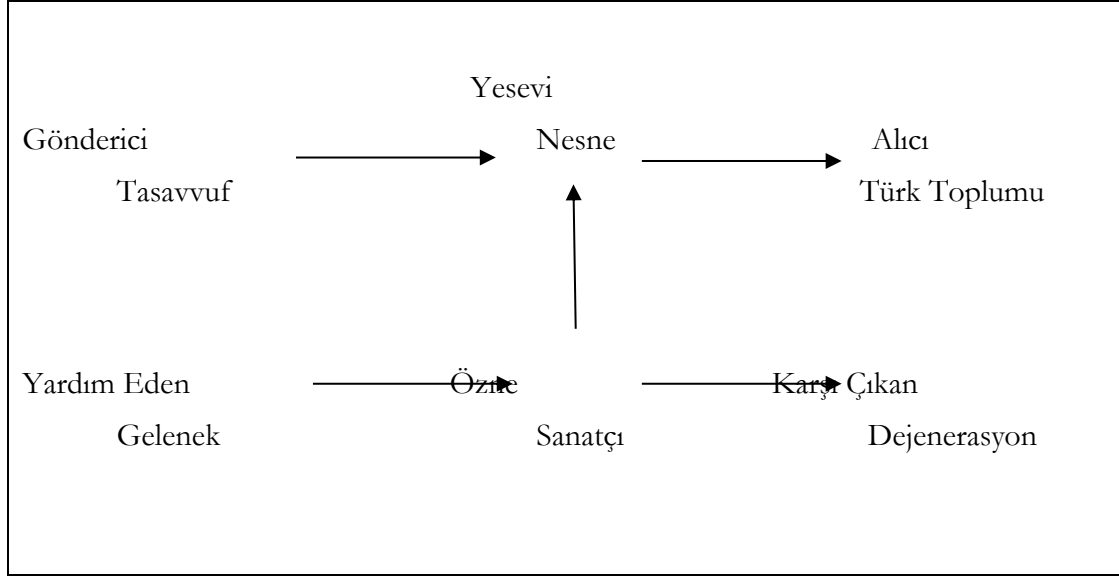 Yesevi
Gönderici Nesne Alıcı
Tasavvuf Türk Toplumu
Yardım Eden Özne Karşı Çıkan
Gelenek Sanatçı Dejenerasyon